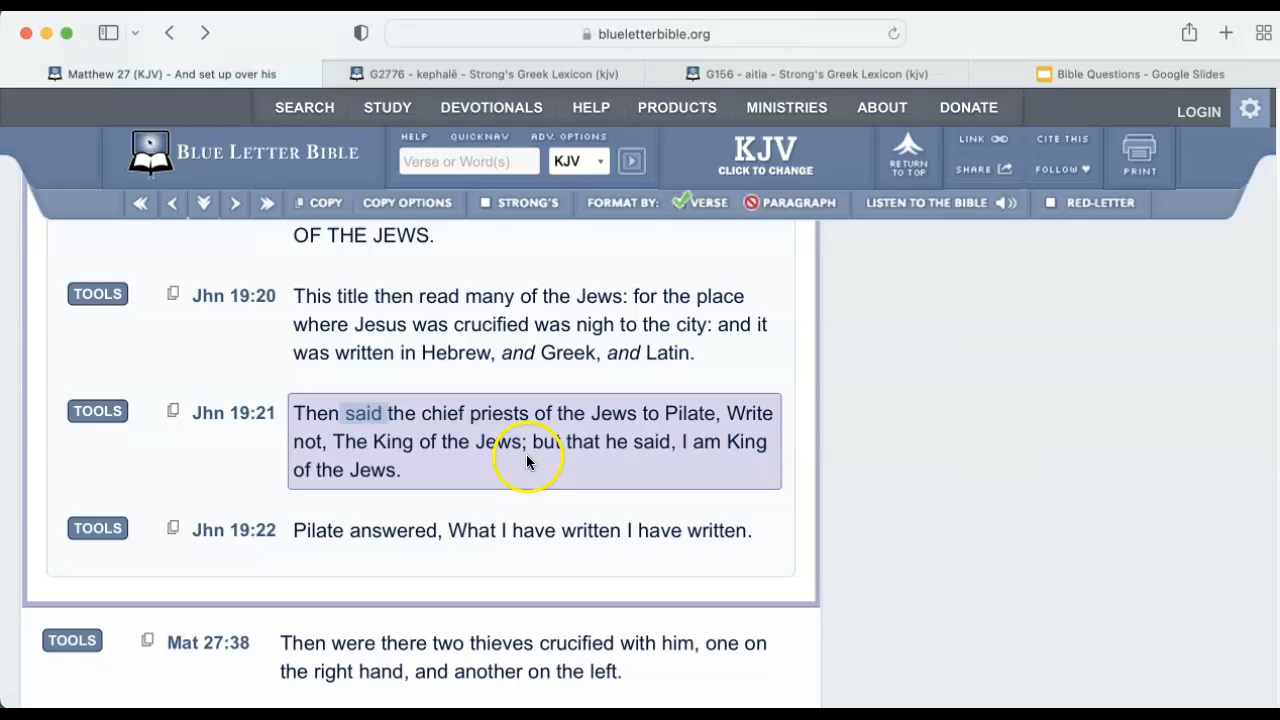 blueletterbible.org
Matthew 27 (KJV) - And set up over his
G2776 - kephalē - Strong's Greek Lexicon (kjv)
G156 - aitia - Strong's Greek Lexicon (kjv)
Bible Questions - Google Slides
SEARCH STUDY DEVOTIONALS HELP PRODUCTS MINISTRIES ABOUT DONATE LOGIN
BLUE LETTER BIBLE
HELP QUICKNAV ADV. OPTIONS
Verse or Word(s) KJV
KJV
CLICK TO CHANGE
RETURN
TO TOP
LINK CITE THIS
SHARE FOLLOW
PRINT
COPY COPY OPTIONS STRONG'S FORMAT BY: VERSE PARAGRAPH LISTEN TO THE BIBLE RED-LETTER
OF THE JEWS.
TOOLS Jhn 19:20 This title then read many of the Jews: for the place
where Jesus was crucified was nigh to the city: and it
was written in Hebrew, and Greek, and Latin.
TOOLS Jhn 19:21 Then said the chief priests of the Jews to Pilate, Write
not, The King of the Jews; but that he said, I am King
of the Jews.
TOOLS Jhn 19:22 Pilate answered, What I have written I have written.
TOOLS Mat 27:38 Then were there two thieves crucified with him, one on
the right hand, and another on the left.